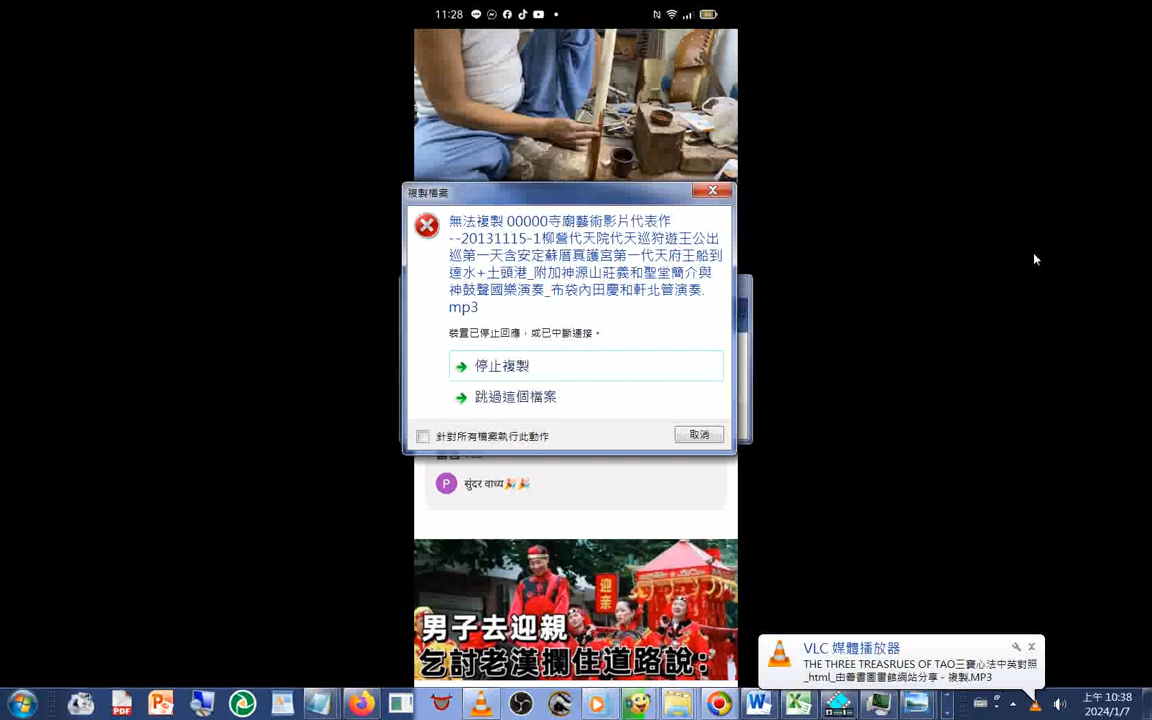 11:28
複製檔案
無法複製 00000寺廟藝術影片代表作
--20131115-1柳營代天院代天巡狩遊王公出
巡第一天含安定蘇厝真護宮第一代天府王船到
達水+土頭港_附加神源山莊義和聖堂簡介與
神鼓聲國樂演奏_布袋內田慶和軒北管演奏.
mp3
裝置已停止回應，或已中斷連接。
停止複製
跳過這個檔案
針對所有檔案執行此動作
取消
P सुंदर वाच्य🎉🎉
迎
亲
男子去迎親
乞討老漢攔住道路說:
VLC 媒體播放器
THE THREE TREASRUES OF TAO三寶心法中英對照
_html_由善書圖書館網站分享 - 複製.MP3
上午 10:38
2024/1/7